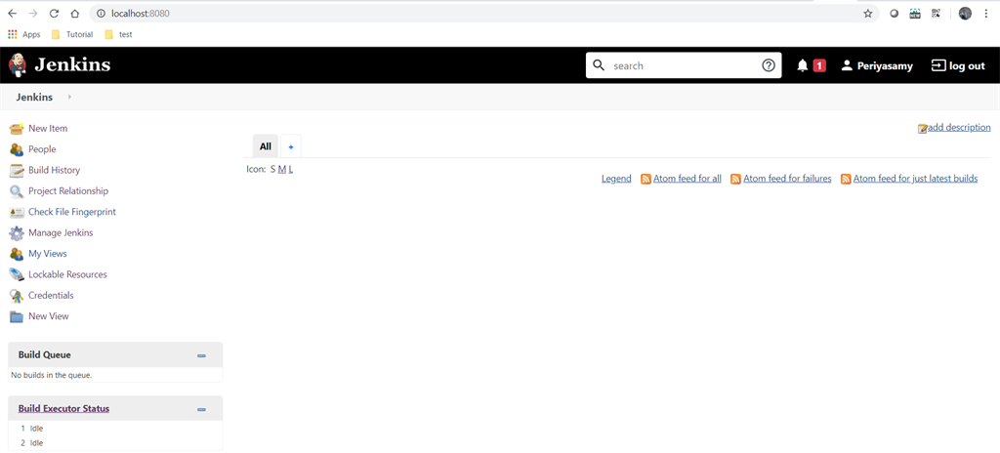 localhost:8080
Apps Tutorial test
NEW
Jenkins search 1 Periyasamy log out
Jenkins
add description
New Item
People
Build History
Project Relationship
Check File Fingerprint
Manage Jenkins
My Views
Lockable Resources
Credentials
New View
All +
Icon: S M L
Legend Atom feed for all Atom feed for failures Atom feed for just latest builds
Build Queue
No builds in the queue.
Build Executor Status
1 Idle
2 Idle